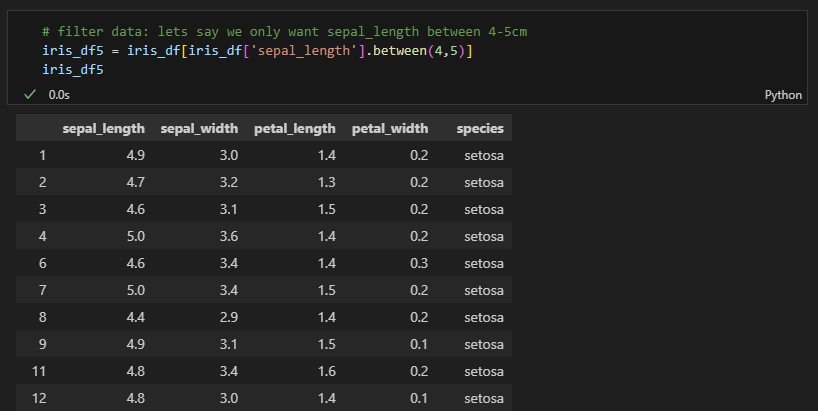 # filter data: lets say we only want sepal_length between 4-5cm
iris_df5 = iris_df[iris_df['sepal_length'].between(4,5)]
iris_df5
0.0s Python
sepal_length sepal_width petal_length petal_width species
1 4.9 3.0 1.4 0.2 setosa
2 4.7 3.2 1.3 0.2 setosa
3 4.6 3.1 1.5 0.2 setosa
4 5.0 3.6 1.4 0.2 setosa
6 4.6 3.4 1.4 0.3 setosa
7 5.0 3.4 1.5 0.2 setosa
8 4.4 2.9 1.4 0.2 setosa
9 4.9 3.1 1.5 0.1 setosa
11 4.8 3.4 1.6 0.2 setosa
12 4.8 3.0 1.4 0.1 setosa